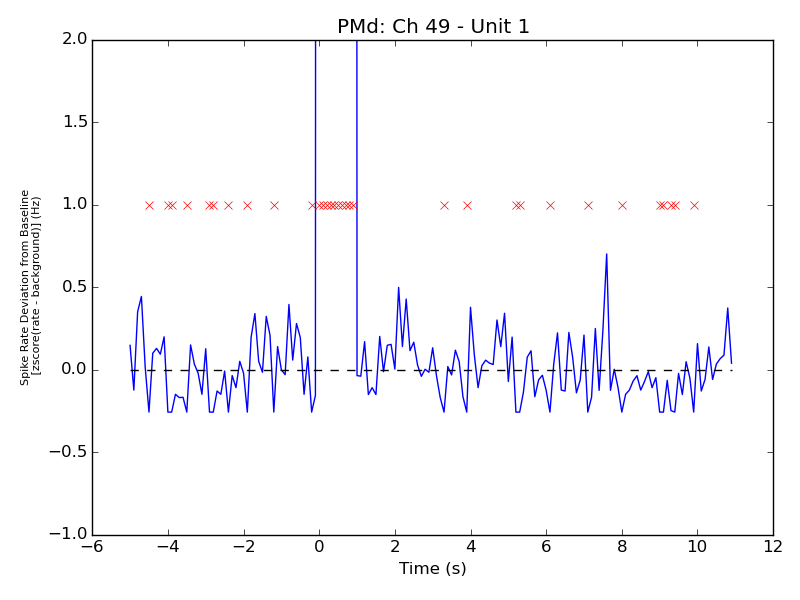 PMd: Ch 49 - Unit 1
Spike Rate Deviation from Baseline
[zscore(rate - background)] (Hz)
2.0
1.5
1.0
0.5
0.0
−0.5
−1.0
−6 −4 −2 0 2 4 6 8 10 12
Time (s)